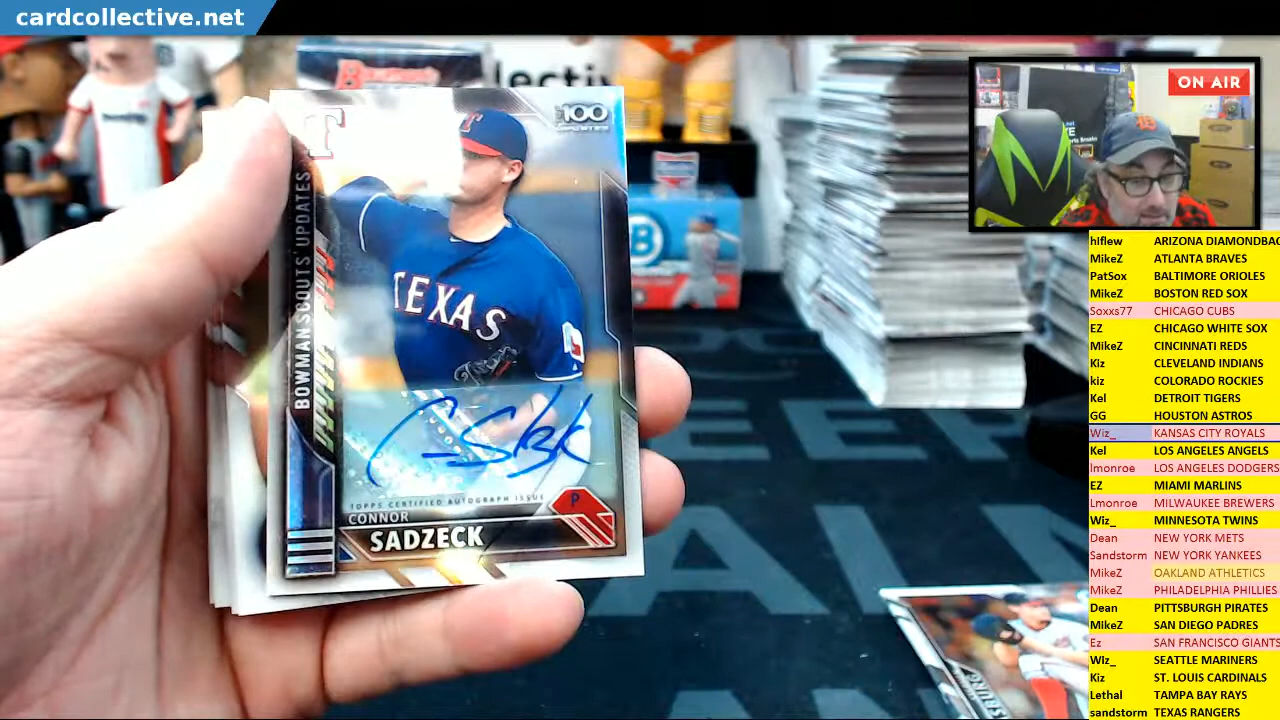 cardcollective.net
ON AIR
lectiv
T
100
UPDATES
BOWMAN SCOUTS' UPDATES
TEXAS
TOPPS CERTIFIED AUTOGRAPH ISSUE
P
CONNOR
SADZECK
B
hlflew ARIZONA DIAMONDBAC
MikeZ ATLANTA BRAVES
PatSox BALTIMORE ORIOLES
MikeZ BOSTON RED SOX
Soxxs77 CHICAGO CUBS
EZ CHICAGO WHITE SOX
MikeZ CINCINNATI REDS
Kiz CLEVELAND INDIANS
kiz COLORADO ROCKIES
Kel DETROIT TIGERS
GG HOUSTON ASTROS
Wiz_ KANSAS CITY ROYALS
Kel LOS ANGELES ANGELS
lmonroe LOS ANGELES DODGERS
EZ MIAMI MARLINS
Lmonroe MILWAUKEE BREWERS
Wiz_ MINNESOTA TWINS
Dean NEW YORK METS
Sandstorm NEW YORK YANKEES
MikeZ OAKLAND ATHLETICS
MikeZ PHILADELPHIA PHILLIES
Dean PITTSBURGH PIRATES
MikeZ SAN DIEGO PADRES
Ez SAN FRANCISCO GIANTS
WIz_ SEATTLE MARINERS
Kiz ST. LOUIS CARDINALS
Lethal TAMPA BAY RAYS
sandstorm TEXAS RANGERS